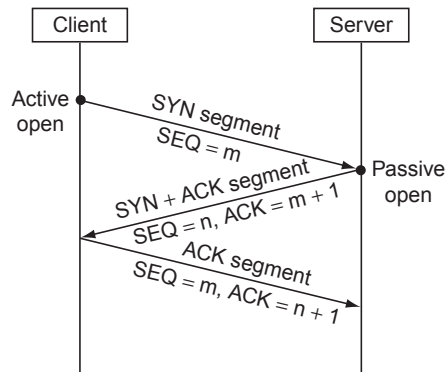 Client
Server
Active
open
SYN segment
SEQ = m
Passive
open
SYN + ACK segment
SEQ = n, ACK = m + 1
ACK segment
SEQ = m, ACK = n + 1